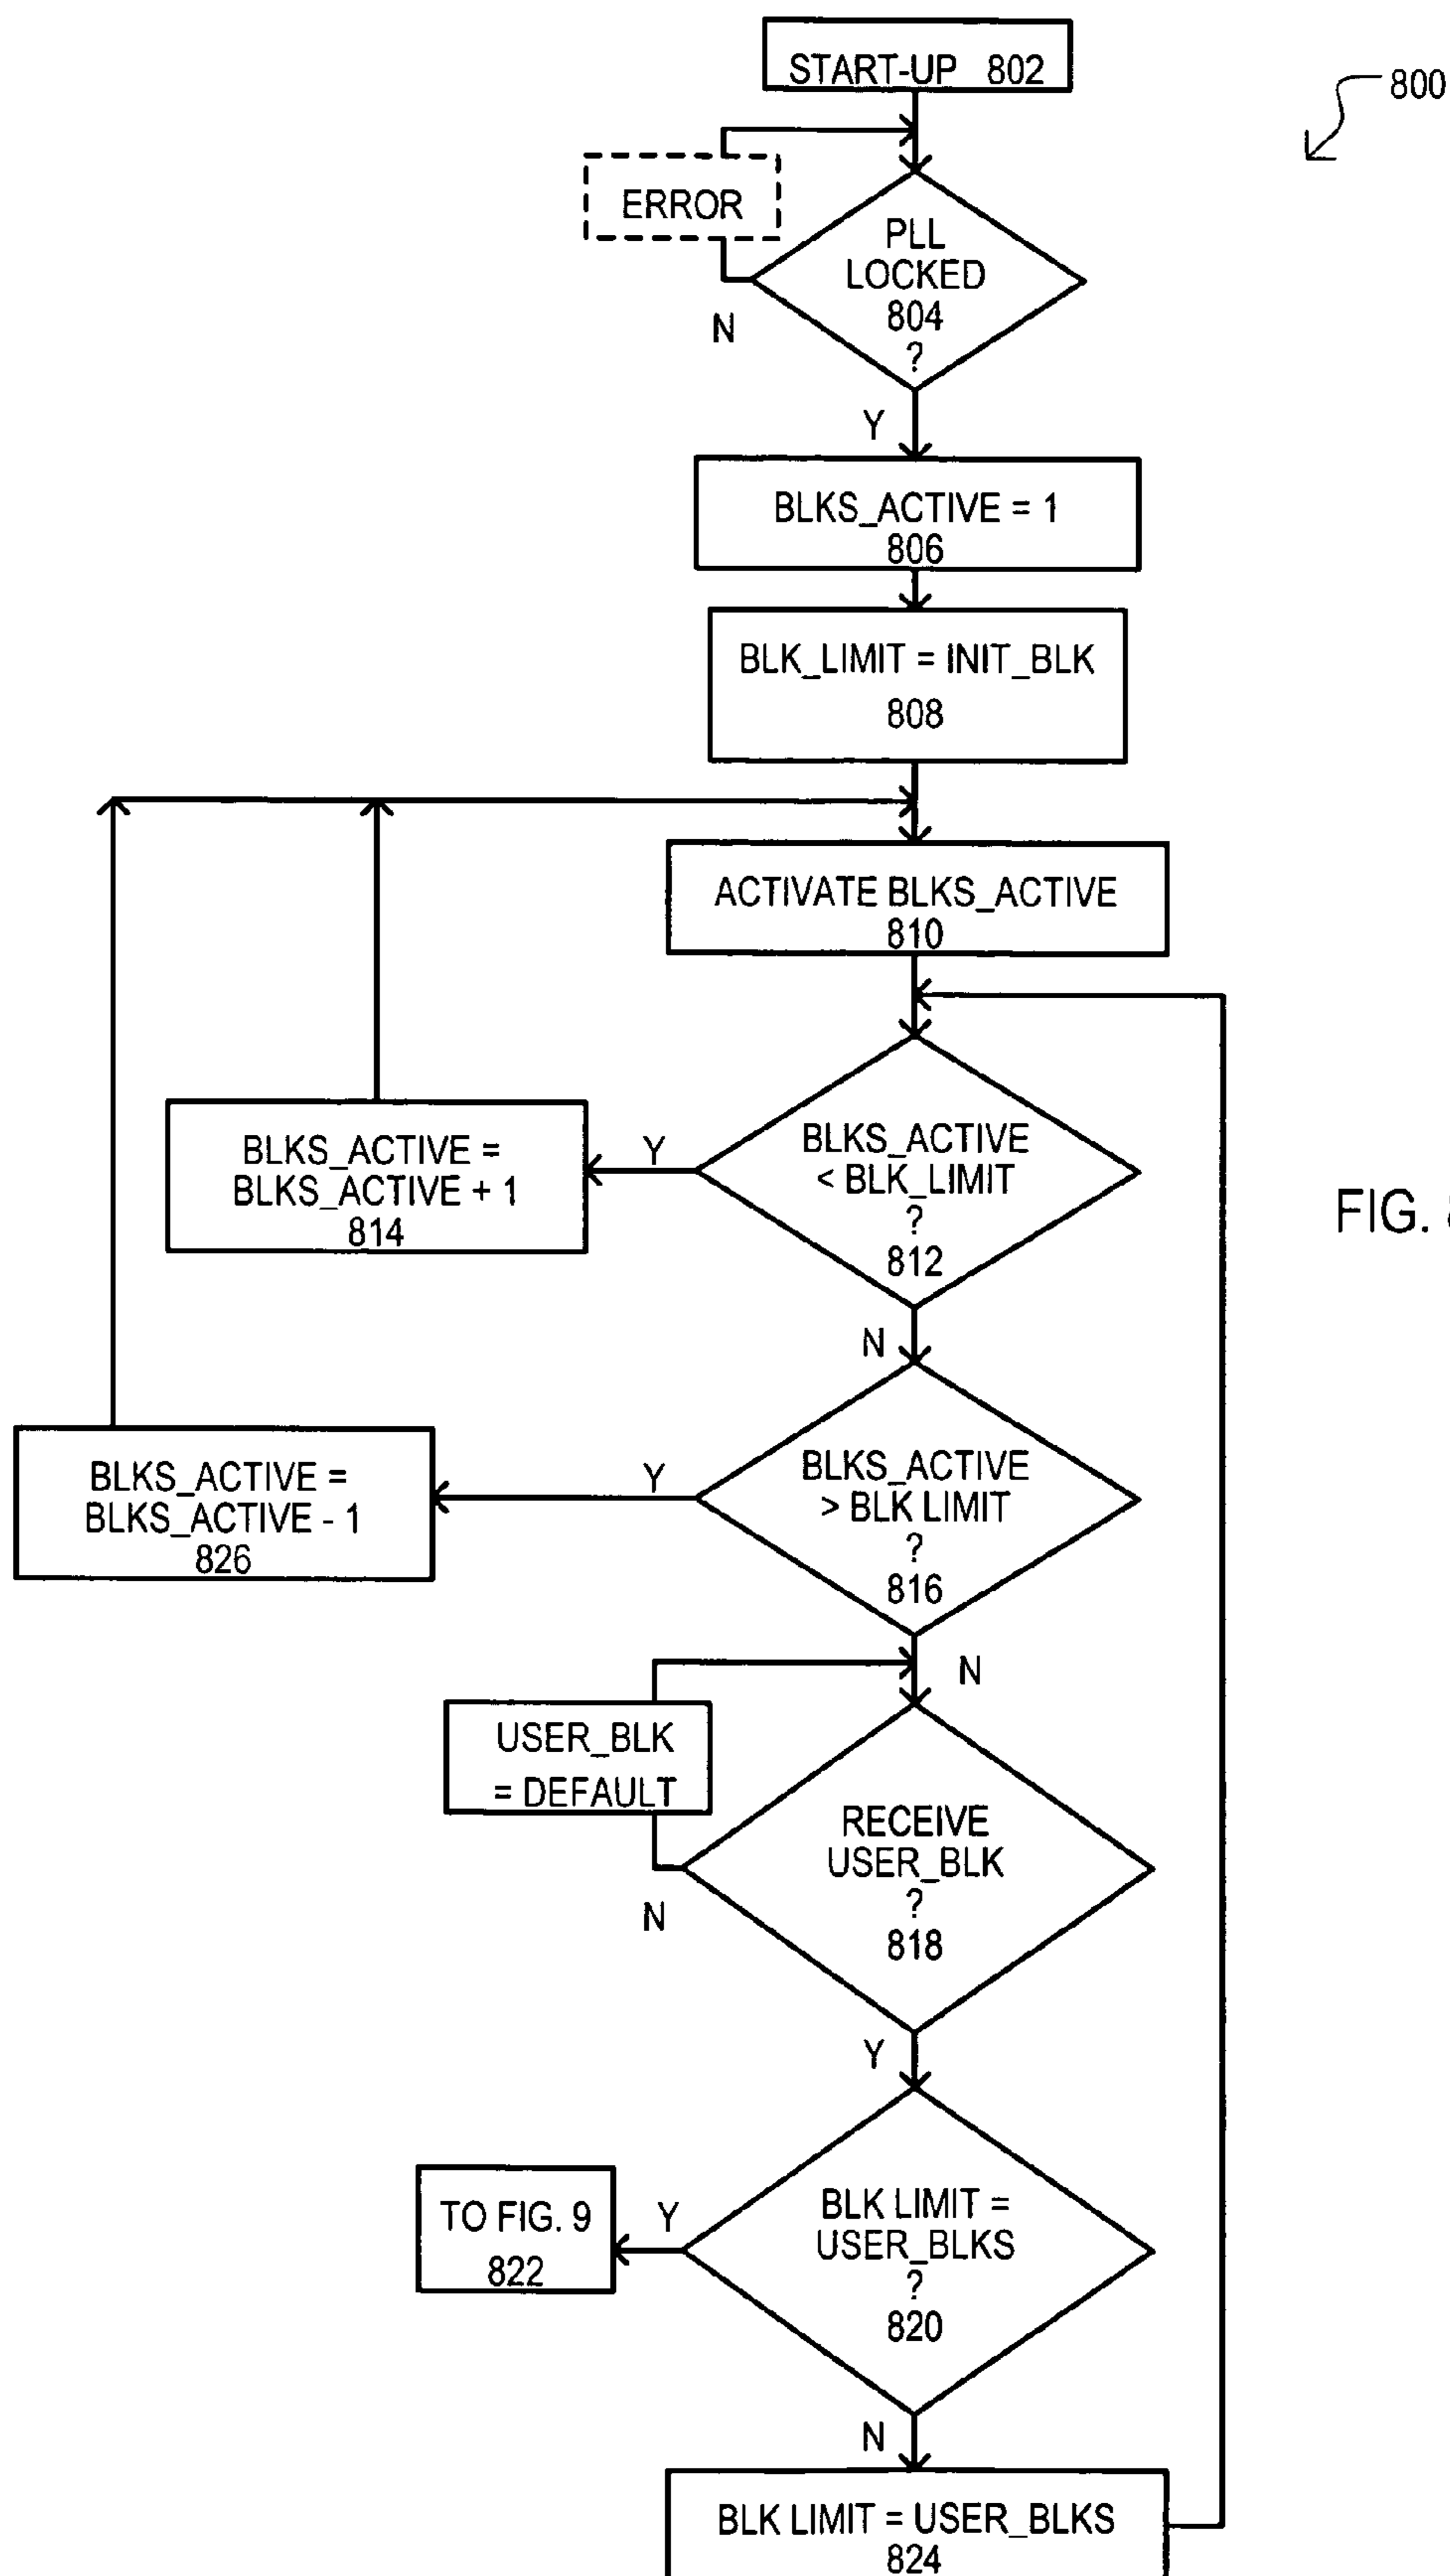 START-UP 802
800
ERROR
PLL
LOCKED
804
?
N
Y
BLKS_ACTIVE = 1
806
BLK_LIMIT = INIT_BLK
808
ACTIVATE BLKS_ACTIVE
810
BLKS_ACTIVE
< BLK_LIMIT
?
812
Y
BLKS_ACTIVE =
BLKS_ACTIVE + 1
814
FIG. 8
N
BLKS_ACTIVE
> BLK LIMIT
?
816
Y
BLKS_ACTIVE =
BLKS_ACTIVE - 1
826
N
USER_BLK
= DEFAULT
RECEIVE
USER_BLK
?
818
N
Y
BLK LIMIT =
USER_BLKS
?
820
Y
TO FIG. 9
822
N
BLK LIMIT = USER_BLKS
824